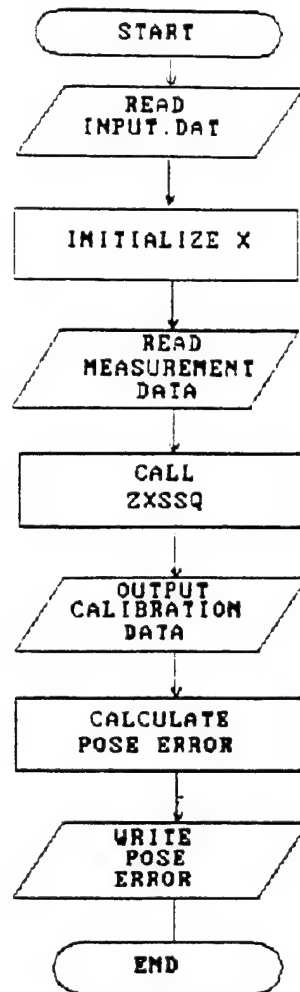 START
READ
INPUT.DAT
INITIALIZE X
READ
MEASUREMENT
DATA
CALL
ZXSSQ
OUTPUT
CALIBRATION
DATA
CALCULATE
POSE ERROR
WRITE
POSE
ERROR
END